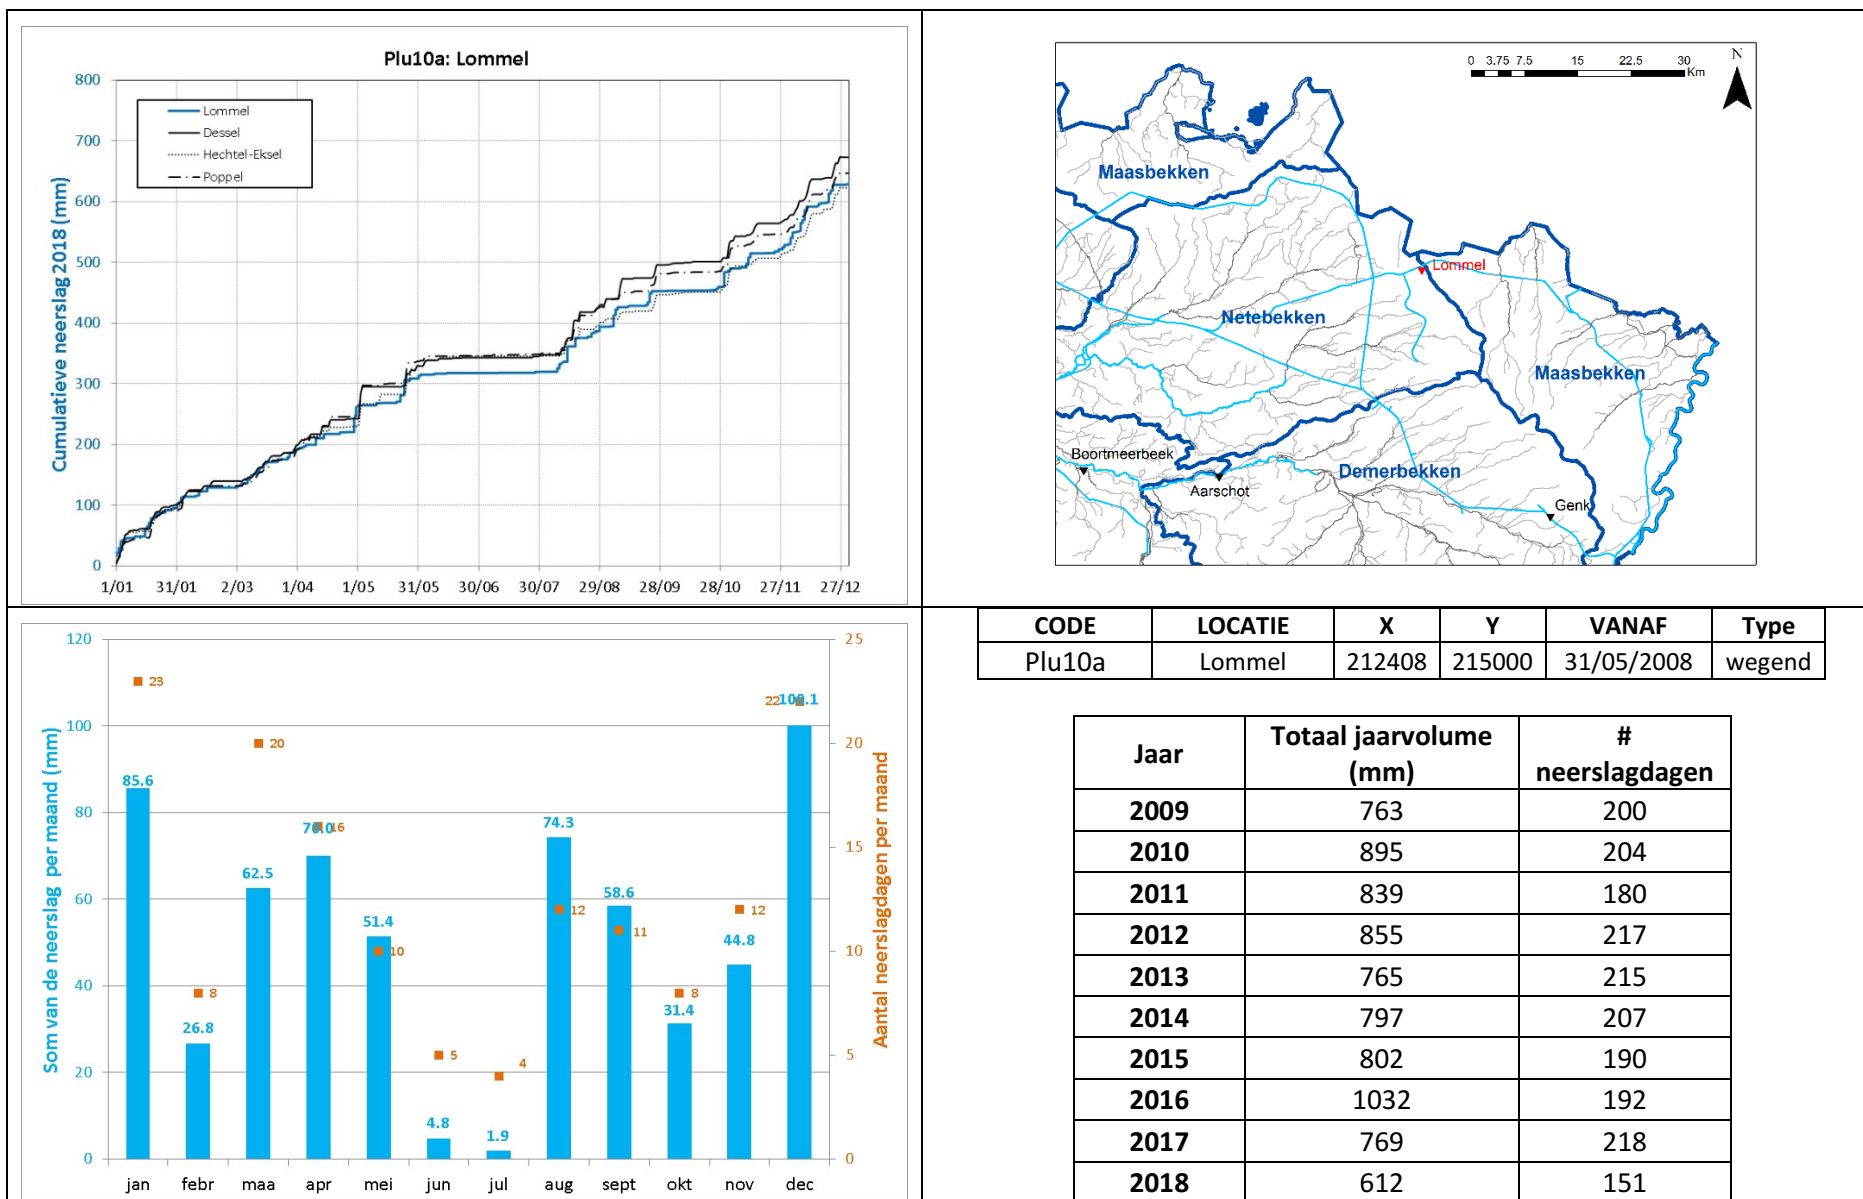 Plu10a: Lommel
Cumulatieve neerslag 2018 (mm)
800
700
600
500
400
300
200
100
0
Lommel
Dessel
Hechtel-Eksel
Poppel
1/01 31/01 2/03 1/04 1/05 31/05 30/06 30/07 29/08 28/09 28/10 27/11 27/12
0 3.75 7.5 15 22.5 30
Km
N
Maasbekken
Lommel
Netebekken
Maasbekken
Boortmeerbeek
Demerbekken
Aarschot
Genk
Som van de neerslag per maand (mm)
120
100
80
60
40
20
0
85.6
26.8
62.5
70.0
51.4
4.8
1.9
74.3
58.6
31.4
44.8
100.1
23
8
20
16
10
5
4
12
11
8
12
22
25
20
15
10
5
0
Aantal neerslagdagen per maand
jan febr maa apr mei jun jul aug sept okt nov dec
CODE LOCATIE X Y VANAF Type
Plu10a Lommel 212408 215000 31/05/2008 wegend
Jaar Totaal jaarvolume (mm) # neerslagdagen
2009 763 200
2010 895 204
2011 839 180
2012 855 217
2013 765 215
2014 797 207
2015 802 190
2016 1032 192
2017 769 218
2018 612 151